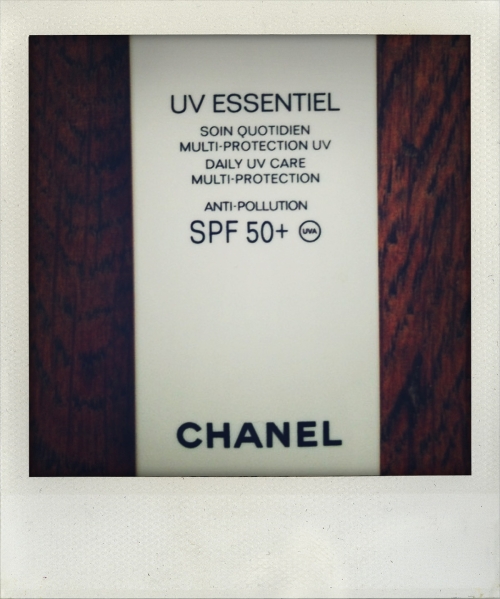 UV ESSENTIEL
SOIN QUOTIDIEN
MULTI-PROTECTION UV
DAILY UV CARE
MULTI-PROTECTION
ANTI-POLLUTION
SPF 50+ UVA
CHANEL